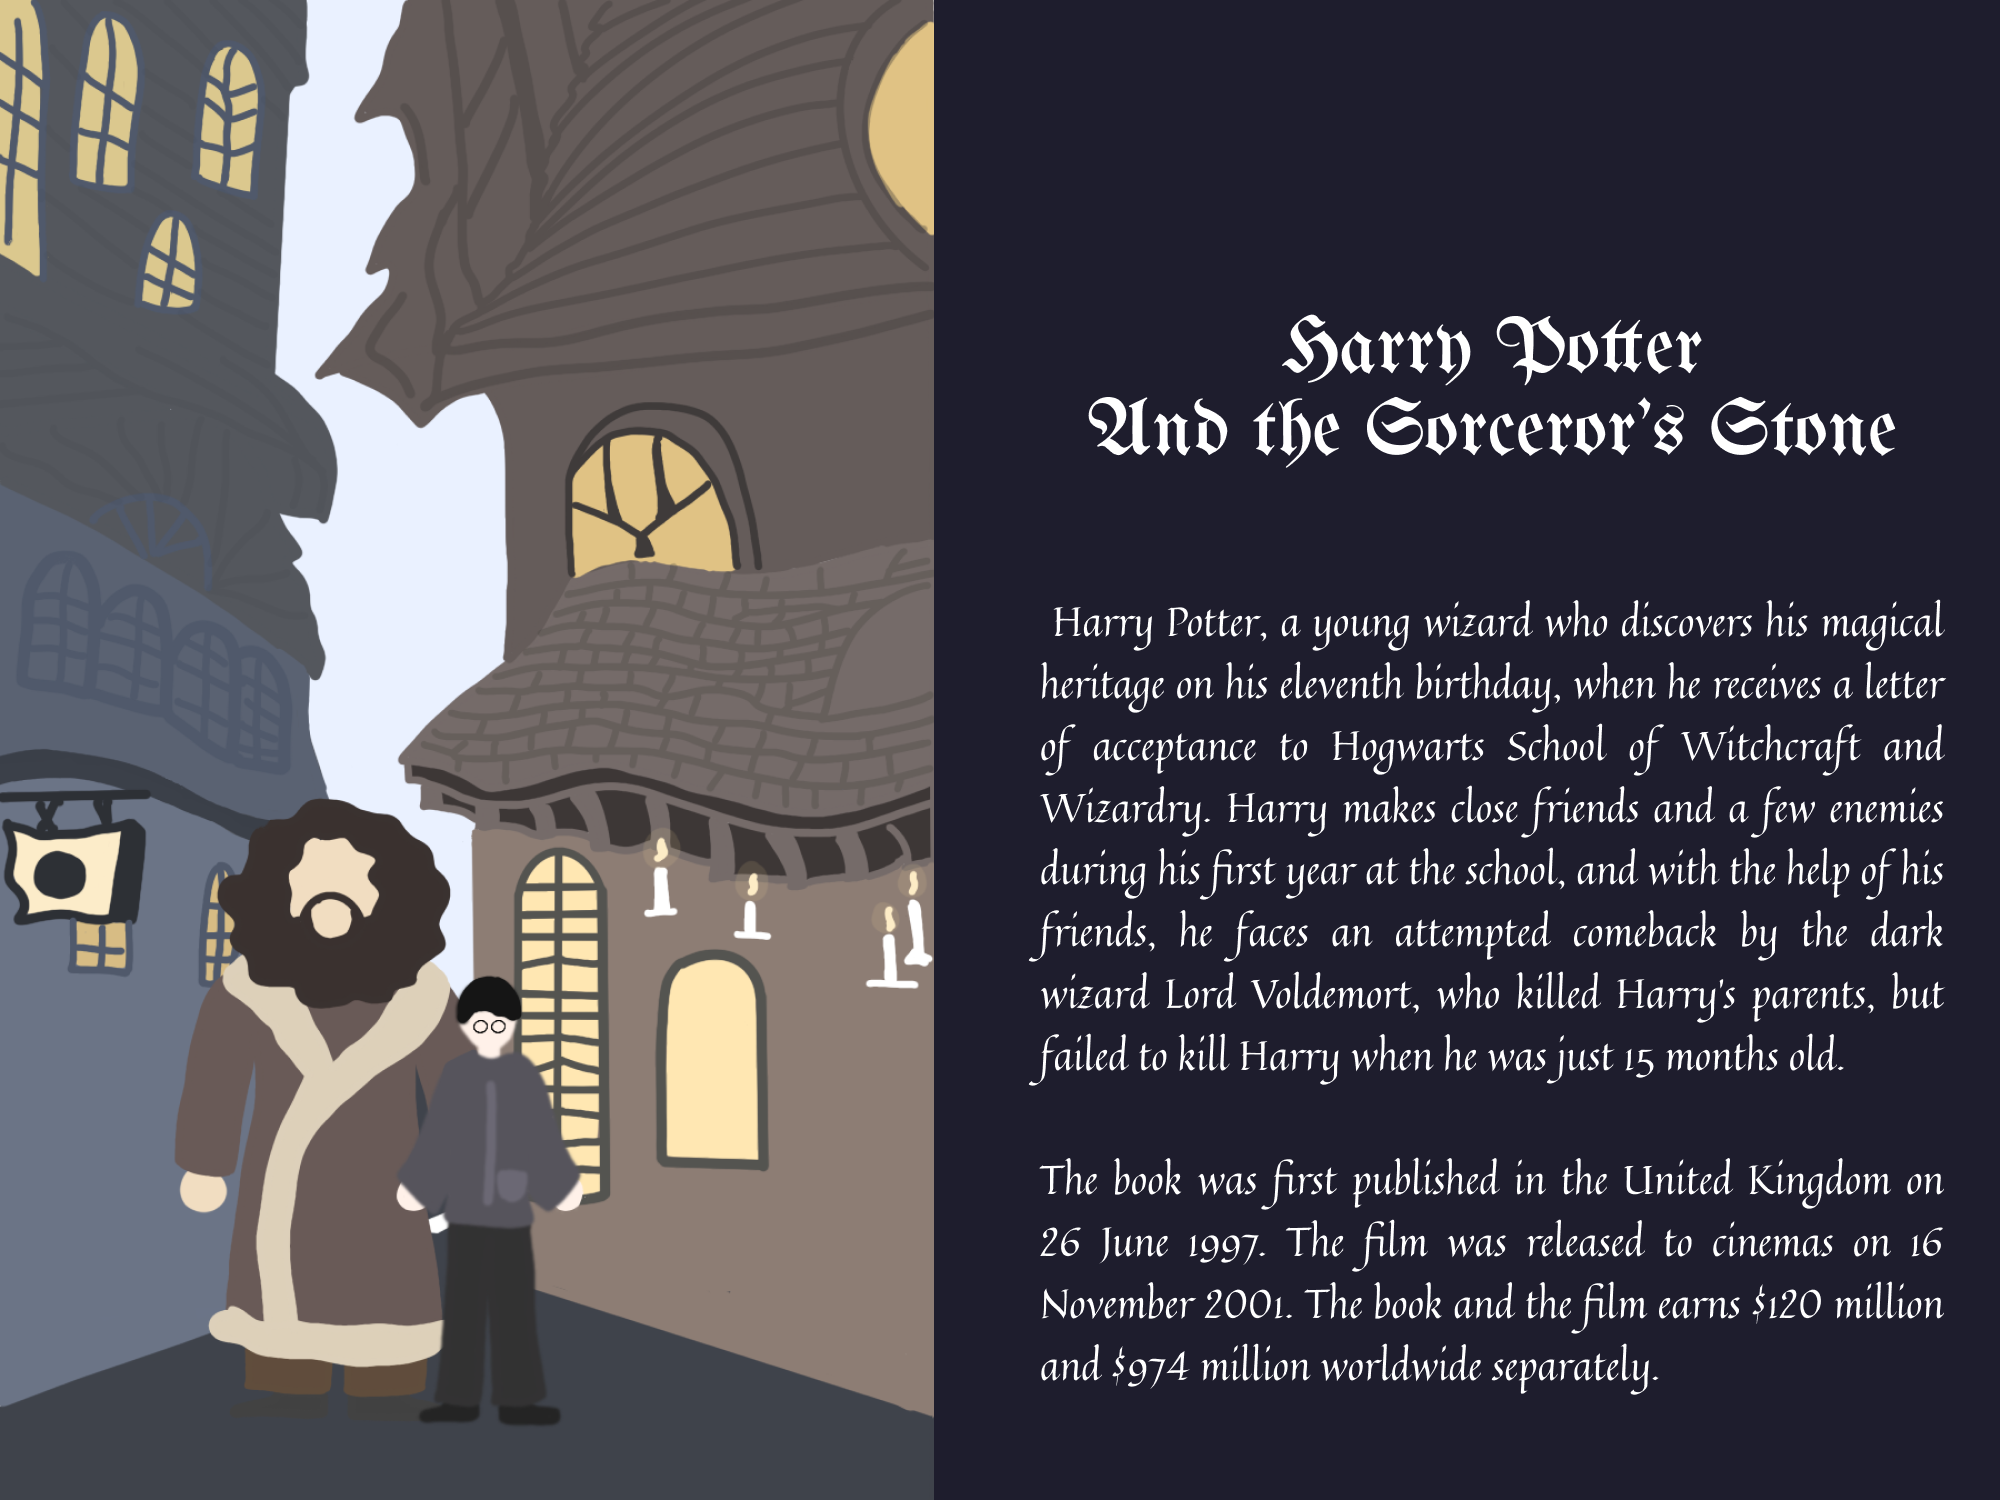 Harry Potter
And the Sorceror's Stone
Harry Potter, a young wizard who discovers his magical
heritage on his eleventh birthday, when he receives a letter
of acceptance to Hogwarts School of Witchcraft and
Wizardry. Harry makes close friends and a few enemies
during his first year at the school, and with the help of his
friends, he faces an attempted comeback by the dark
wizard Lord Voldemort, who killed Harry's parents, but
failed to kill Harry when he was just 15 months old.
The book was first published in the United Kingdom on
26 June 1997. The film was released to cinemas on 16
November 2001. The book and the film earns $120 million
and $974 million worldwide separately.